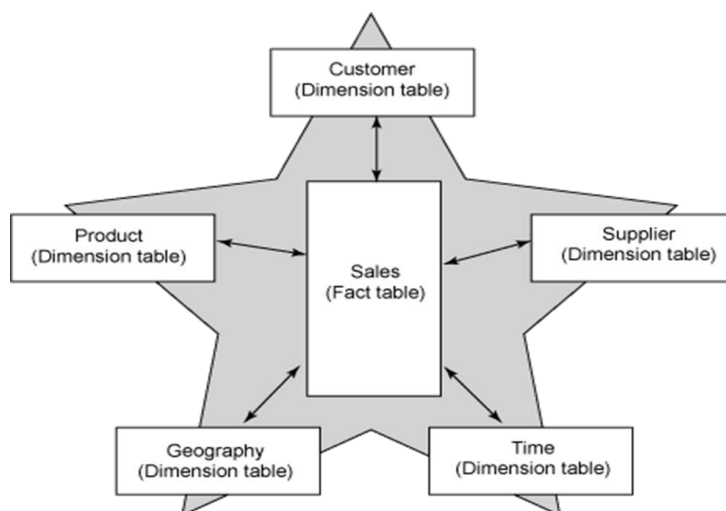 Customer
(Dimension table)
Product
(Dimension table)
Supplier
(Dimension table)
Sales
(Fact table)
Geography
(Dimension table)
Time
(Dimension table)